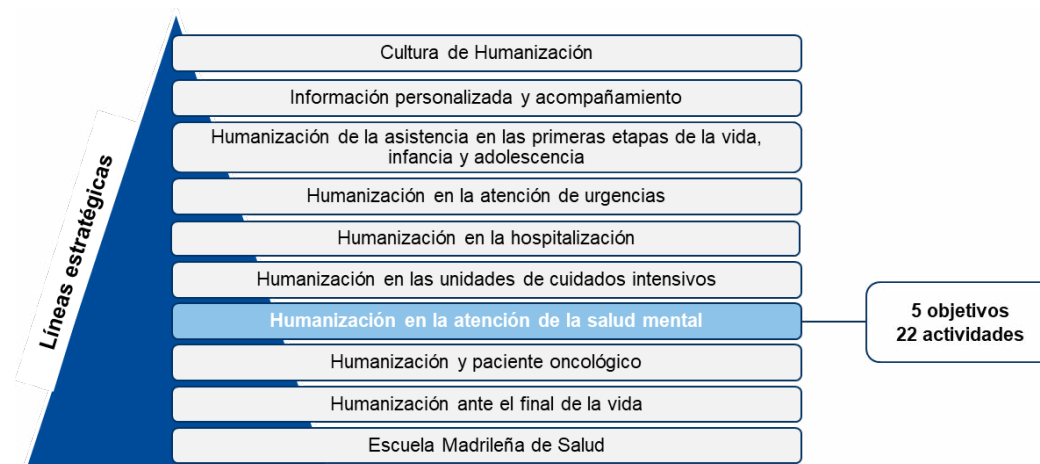 Líneas estratégicas
Cultura de Humanización
Información personalizada y acompañamiento
Humanización de la asistencia en las primeras etapas de la vida,
infancia y adolescencia
Humanización en la atención de urgencias
Humanización en la hospitalización
Humanización en las unidades de cuidados intensivos
Humanización en la atención de la salud mental
5 objetivos
22 actividades
Humanización y paciente oncológico
Humanización ante el final de la vida
Escuela Madrileña de Salud